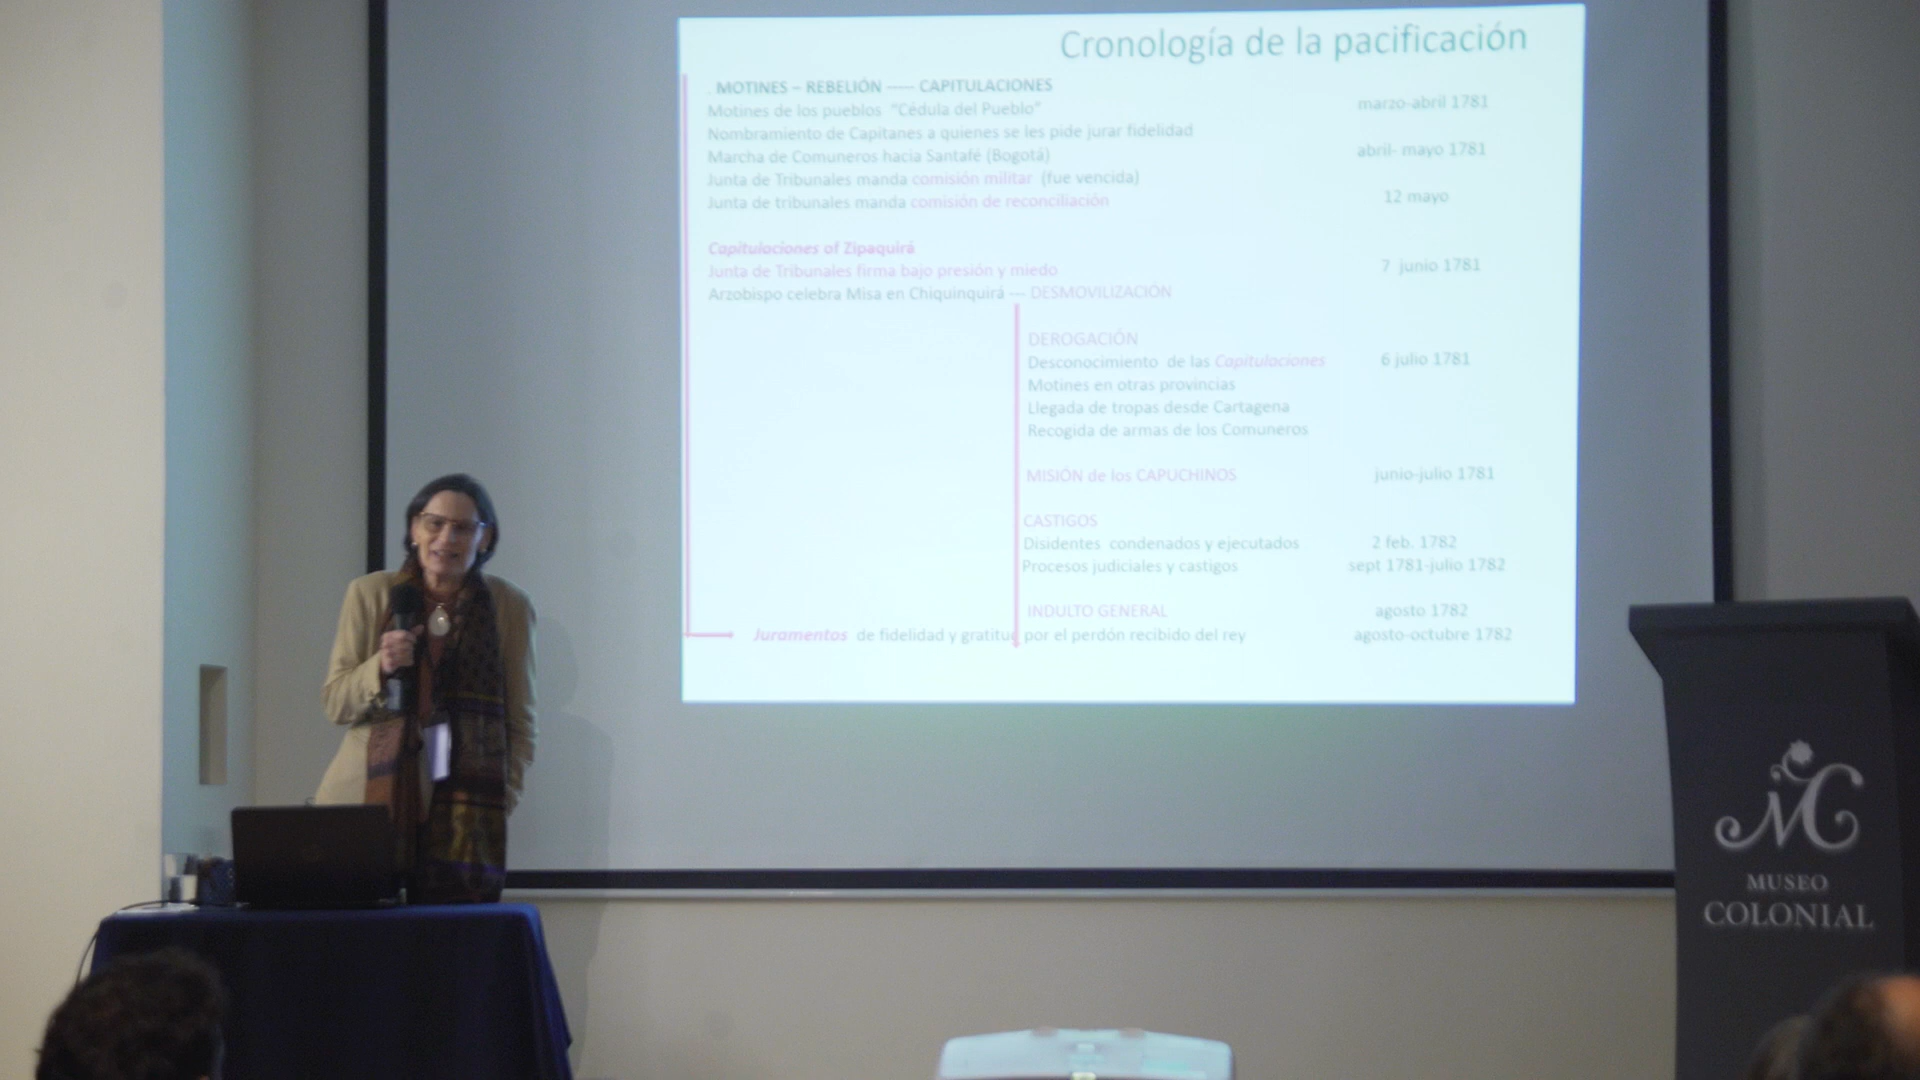 Cronología de la pacificación
. MOTINES – REBELIÓN ----- CAPITULACIONES
Motines de los pueblos "Cédula del Pueblo" marzo-abril 1781
Nombramiento de Capitanes a quienes se les pide jurar fidelidad
Marcha de Comuneros hacia Santafé (Bogotá) abril- mayo 1781
Junta de Tribunales manda comisión militar (fue vencida)
Junta de tribunales manda comisión de reconciliación 12 mayo
Capitulaciones of Zipaquirá
Junta de Tribunales firma bajo presión y miedo 7 junio 1781
Arzobispo celebra Misa en Chiquinquirá --- DESMOVILIZACIÓN
DEROGACIÓN
Desconocimiento de las Capitulaciones 6 julio 1781
Motines en otras provincias
Llegada de tropas desde Cartagena
Recogida de armas de los Comuneros
MISIÓN de los CAPUCHINOS junio-julio 1781
CASTIGOS
Disidentes condenados y ejecutados 2 feb. 1782
Procesos judiciales y castigos sept 1781-julio 1782
INDULTO GENERAL agosto 1782
Juramentos de fidelidad y gratitud por el perdón recibido del rey agosto-octubre 1782
MC
MUSEO
COLONIAL